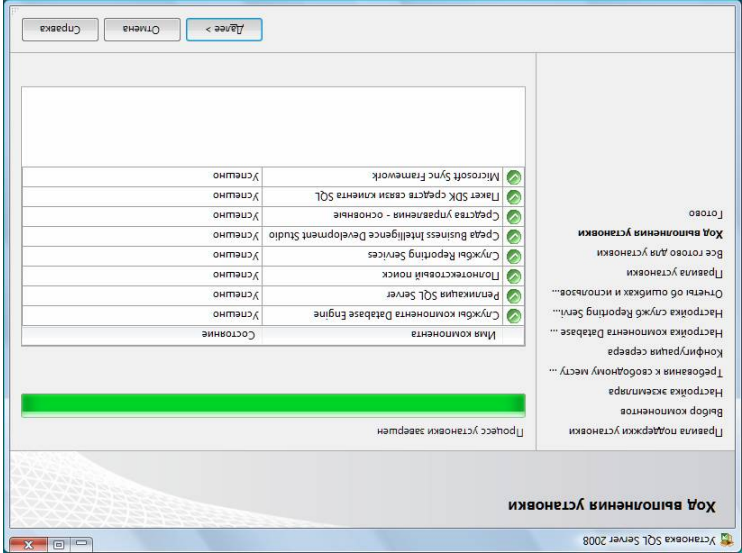 Установка SQL Server 2008
Ход выполнения установки
Правила поддержки установки
Выбор компонентов
Настройка экземпляра
Требования к свободному месту ...
Конфигурация сервера
Настройка компонента Database ...
Настройка служб Reporting Servi...
Отчеты об ошибках и использов...
Правила установки
Все готово для установки
Ход выполнения установки
Готово
Процесс установки завершен
Имя компонента Состояние
Службы компонента Database Engine Успешно
Репликация SQL Server Успешно
Полнотекстовый поиск Успешно
Службы Reporting Services Успешно
Среда Business Intelligence Development Studio Успешно
Средства управления - основные Успешно
Пакет SDK средств связи клиента SQL Успешно
Microsoft Sync Framework Успешно
Далее > Отмена Справка